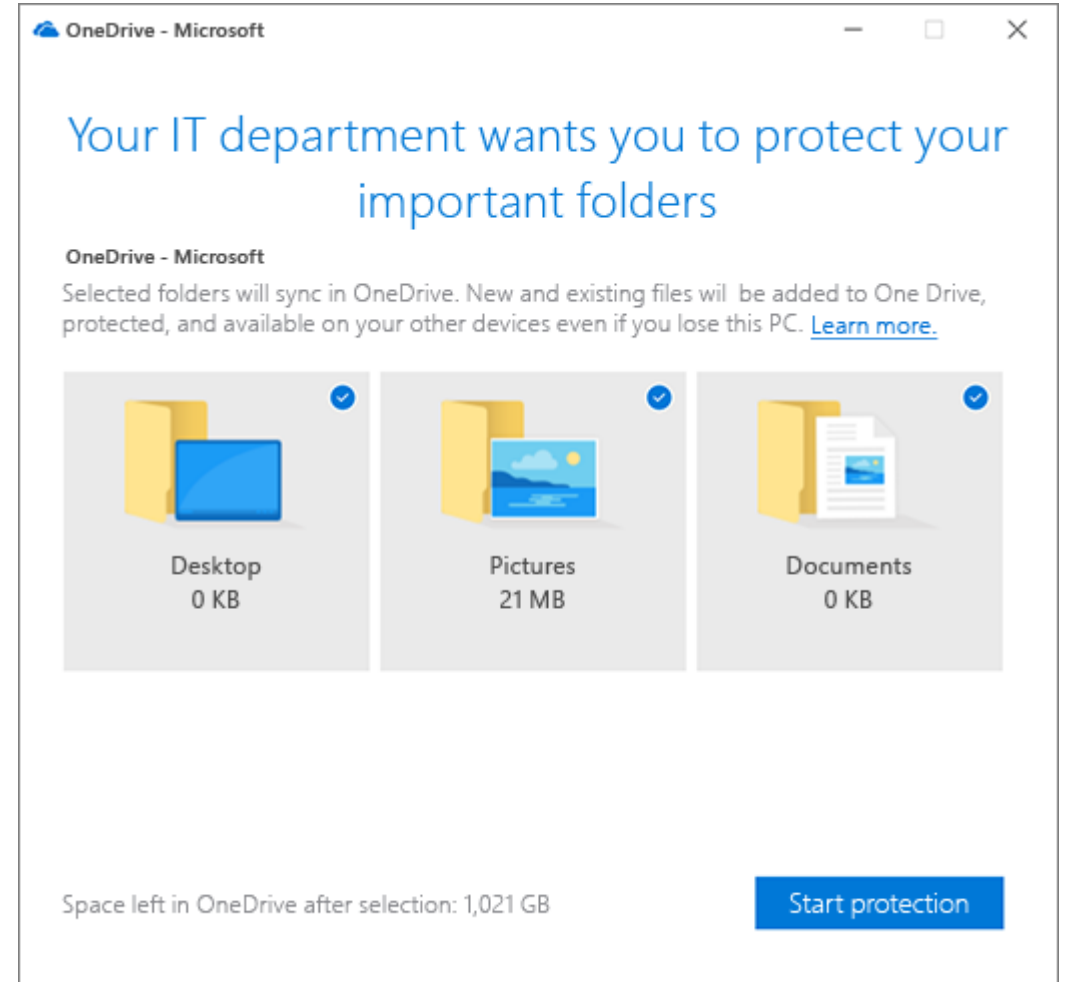 OneDrive - Microsoft
Your IT department wants you to protect your
important folders
OneDrive - Microsoft
Selected folders will sync in OneDrive. New and existing files wil be added to One Drive,
protected, and available on your other devices even if you lose this PC. Learn more.
Desktop
0 KB
Pictures
21 MB
Documents
0 KB
Space left in OneDrive after selection: 1,021 GB
Start protection